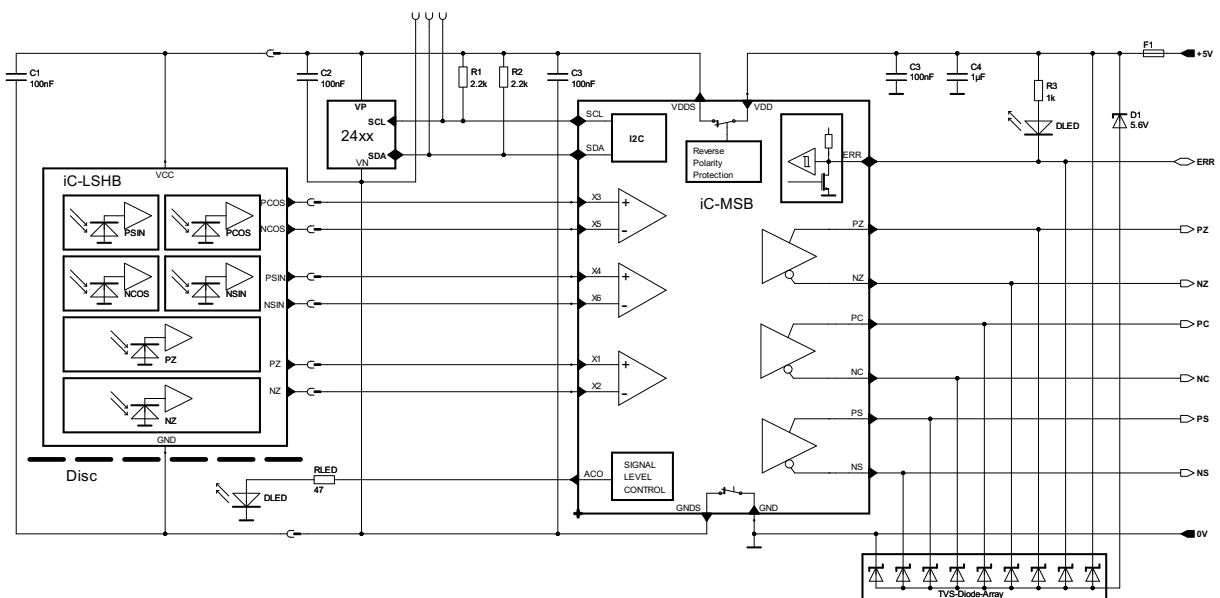 C1
100nF
C2
100nF
R1
2.2k
R2
2.2k
C3
100nF
C3
100nF
C4
1µF
F1
+5V
R3
1k
D1
5.6V
DLED
VP
SCL
24xx
SDA
VN
VDDS
VDD
SCL
I2C
SDA
Reverse
Polarity
Protection
ERR
ERR
iC-MSB
VCC
iC-LSHB
PSIN
PCOS
NCOS
NSIN
PZ
NZ
PCOS
NCOS
PSIN
NSIN
PZ
NZ
GND
X3
+
X5
-
X4
+
X6
-
X1
+
X2
-
PZ
NZ
PC
NC
PS
NS
PZ
NZ
PC
NC
PS
NS
Disc
DLED
RLED
47
ACO
SIGNAL
LEVEL
CONTROL
GNDS
GND
0V
TVS-Diode-Array